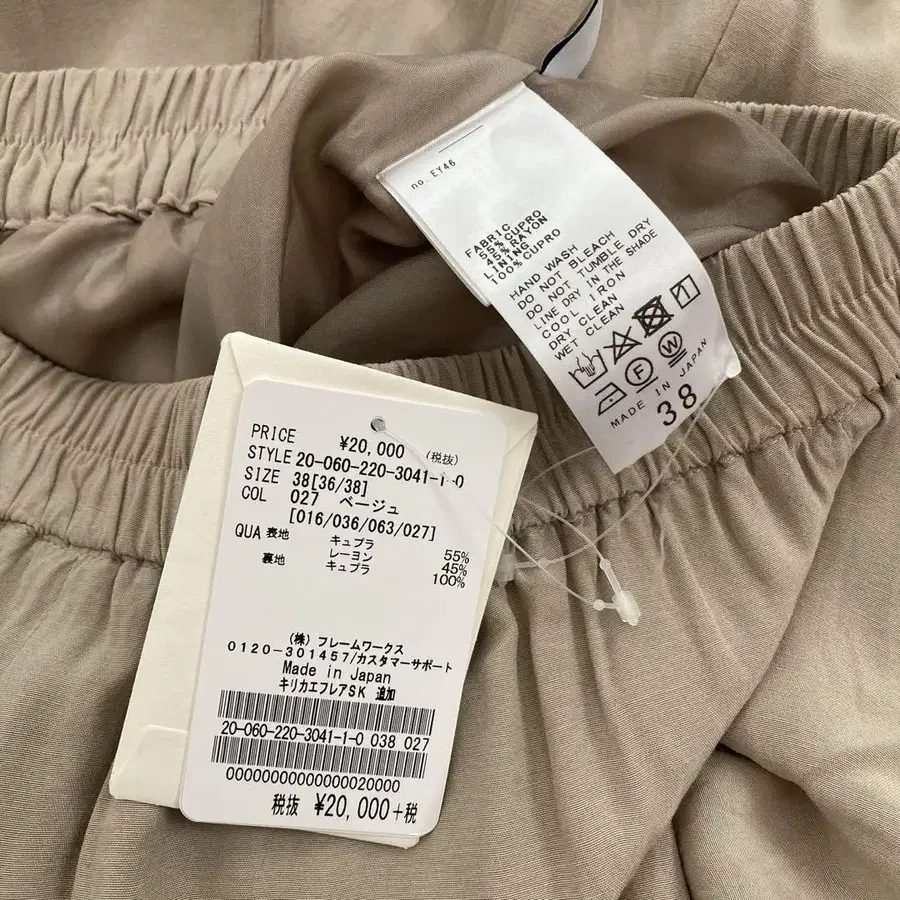 no. EY46
FABRIC
55% CUPRO
45% RAYON
LINING
100% CUPRO
HAND WASH
DO NOT BLEACH
DO NOT TUMBLE DRY
LINE DRY IN THE SHADE
COOL IRON
DRY CLEAN
WET CLEAN
F
W
MADE IN JAPAN
38
PRICE ¥20,000 (税抜)
STYLE 20-060-220-3041-1-0
SIZE 38[36/38]
COL 027 ベージュ
[016/036/063/027]
QUA 表地 キュプラ 55%
レーヨン 45%
裏地 キュプラ 100%
(株) フレームワークス
0120-301457/カスタマーサポート
Made in Japan
キリカエフレアSK 追加
20-060-220-3041-1-0 038 027
0000000000000000020000
税抜 ¥20,000+税